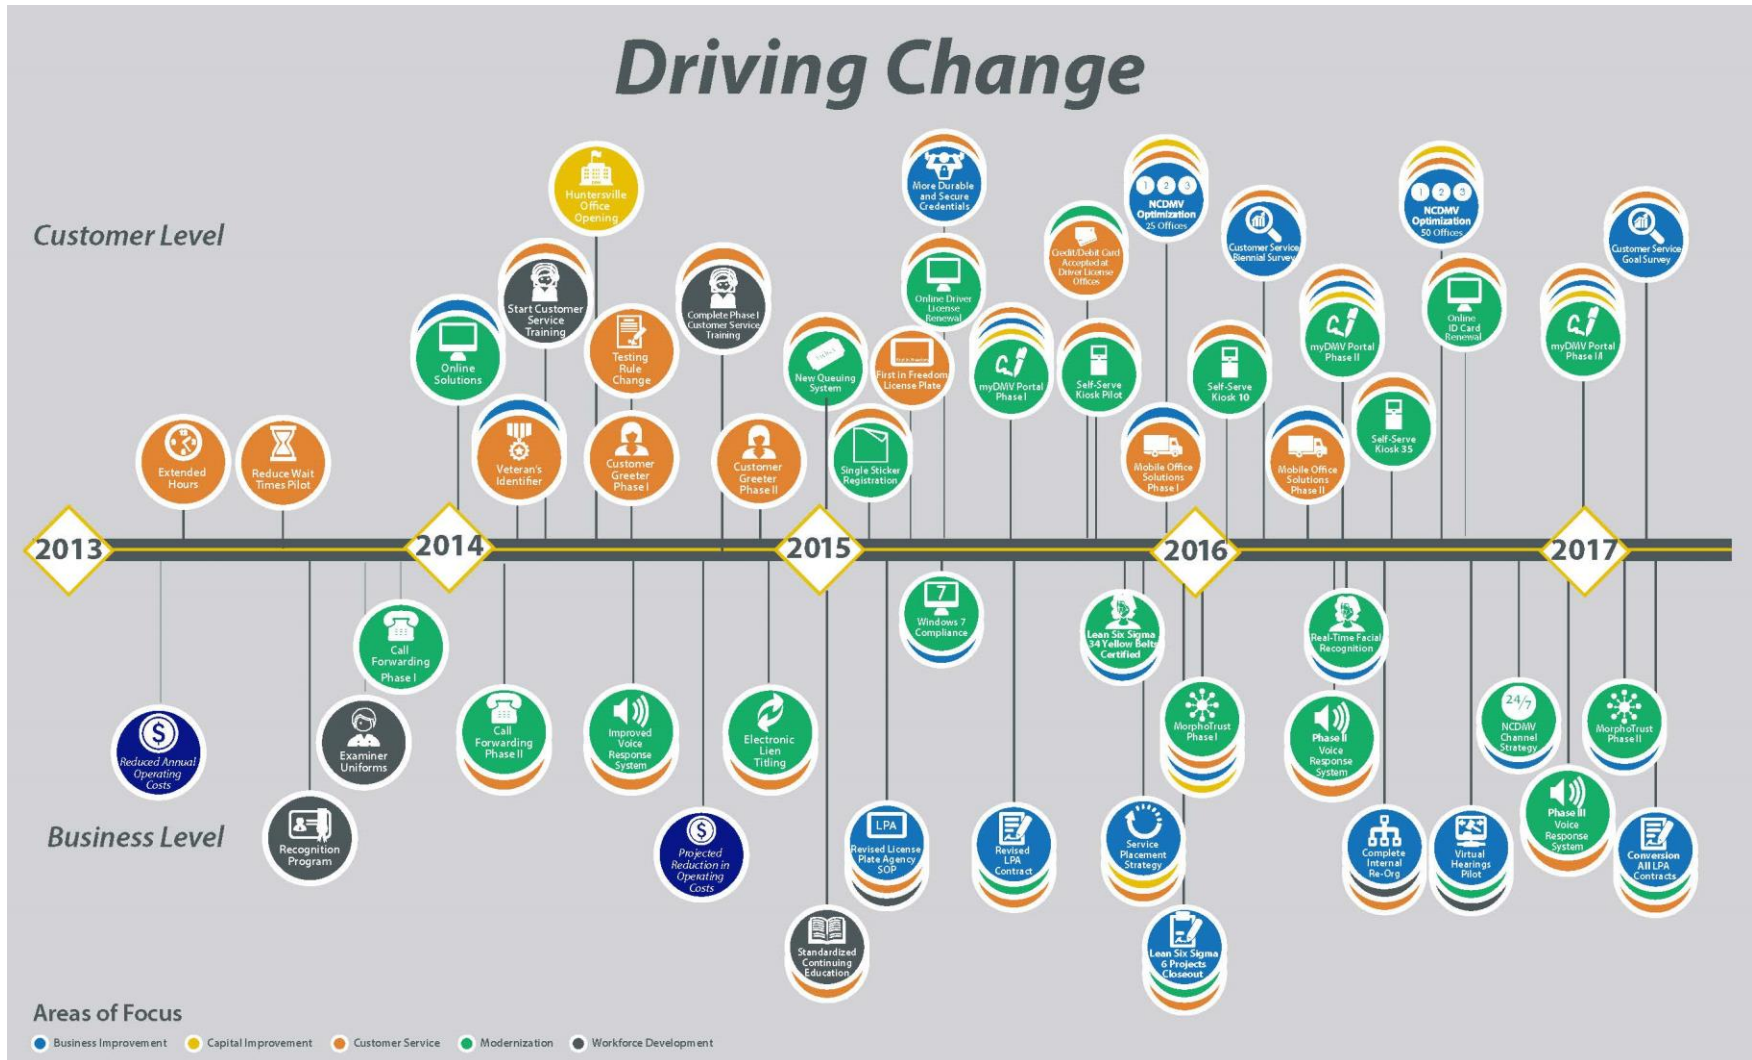 Driving Change
Customer Level
Huntersville
Office
Opening
More Durable
and Secure
Credentials
1 2 3
NCDMV
Optimization
25 Offices
Customer Service
Biennial Survey
1 2 3
NCDMV
Optimization
50 Offices
Customer Service
Goal Survey
Start Customer
Service
Training
Complete Phase I
Customer Service
Training
Online Driver
License
Renewal
Credit/Debit Card
Accepted at
Driver License
Offices
Online
ID Card
Renewal
Online
Solutions
Testing
Rule
Change
New Queuing
System
First in Freedom
License Plate
myDMV Portal
Phase I
Self-Serve
Kiosk Pilot
Self-Serve
Kiosk 10
myDMV Portal
Phase II
myDMV Portal
Phase III
Extended
Hours
Reduce Wait
Times Pilot
Veteran's
Identifier
Customer
Greeter
Phase I
Customer
Greeter
Phase II
Single Sticker
Registration
Mobile Office
Solutions
Phase I
Mobile Office
Solutions
Phase II
Self-Serve
Kiosk 35
2013
2014
2015
2016
2017
Call
Forwarding
Phase I
7
Windows 7
Compliance
Lean Six Sigma
34 Yellow Belts
Certified
Real-Time Facial
Recognition
$
Reduced Annual
Operating
Costs
Examiner
Uniforms
Call
Forwarding
Phase II
Improved
Voice
Response
System
Electronic
Lien
Titling
MorphoTrust
Phase I
Phase II
Voice
Response
System
24/7
NCDMV
Channel
Strategy
MorphoTrust
Phase II
Business Level
Recognition
Program
$
Projected
Reduction in
Operating
Costs
LPA
Revised License
Plate Agency
SOP
Revised
LPA
Contract
Service
Placement
Strategy
Complete
Internal
Re-Org
Virtual
Hearings
Pilot
Phase III
Voice
Response
System
Conversion
All LPA
Contracts
Standardized
Continuing
Education
Lean Six Sigma
6 Projects
Closeout
Areas of Focus
Business Improvement
Capital Improvement
Customer Service
Modernization
Workforce Development